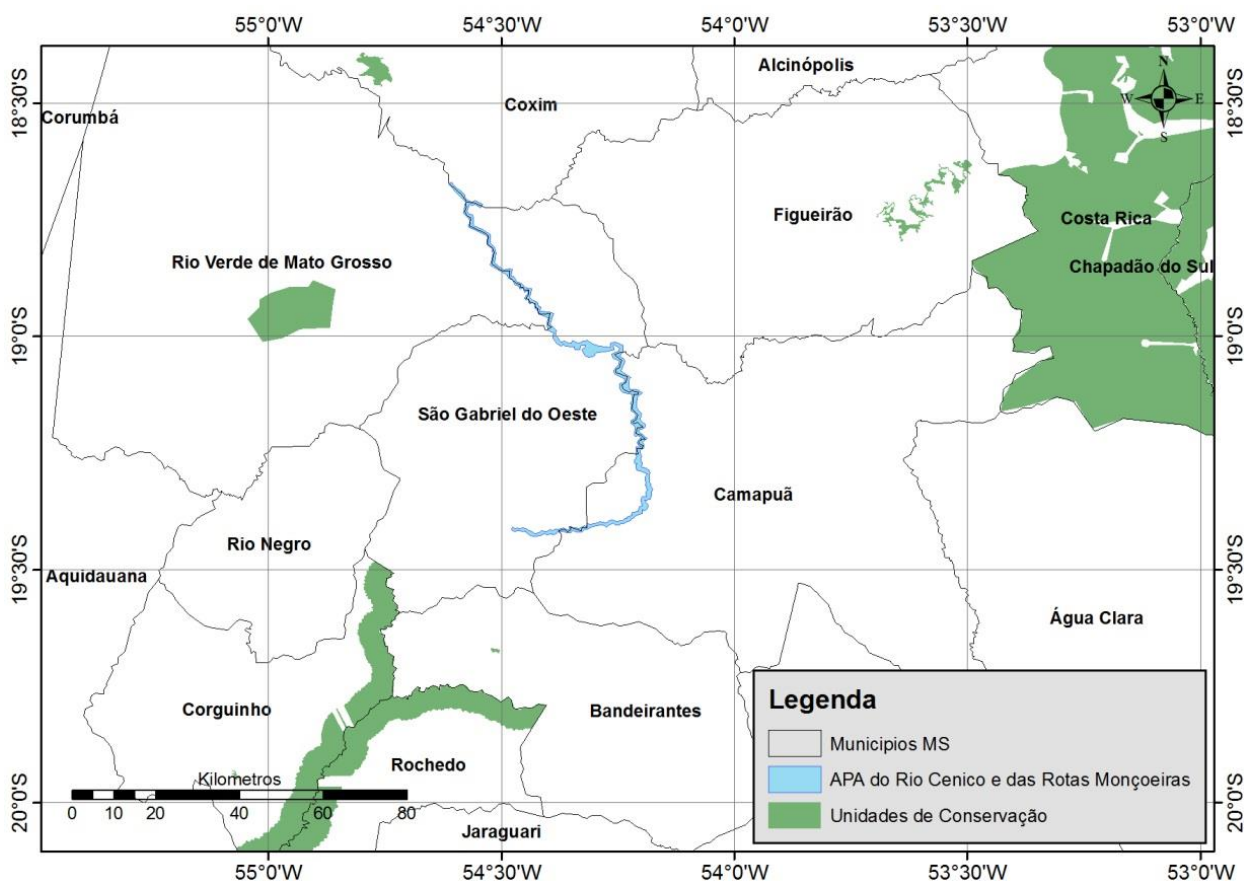 55°0'W 54°30'W 54°0'W 53°30'W 53°0'W
18°30'S
18°30'S
19°0'S
19°0'S
19°30'S
19°30'S
20°0'S
20°0'S
N
W E
S
Alcinópolis
Coxim
Corumbá
Figueirão
Costa Rica
Rio Verde de Mato Grosso
Chapadão do Sul
São Gabriel do Oeste
Camapuã
Rio Negro
Aquidauana
Água Clara
Corguinho
Bandeirantes
Rochedo
Jaraguari
Kilometros
0 10 20 40 60 80
Legenda
Municipios MS
APA do Rio Cenico e das Rotas Monçoeiras
Unidades de Conservação
55°0'W 54°30'W 54°0'W 53°30'W 53°0'W